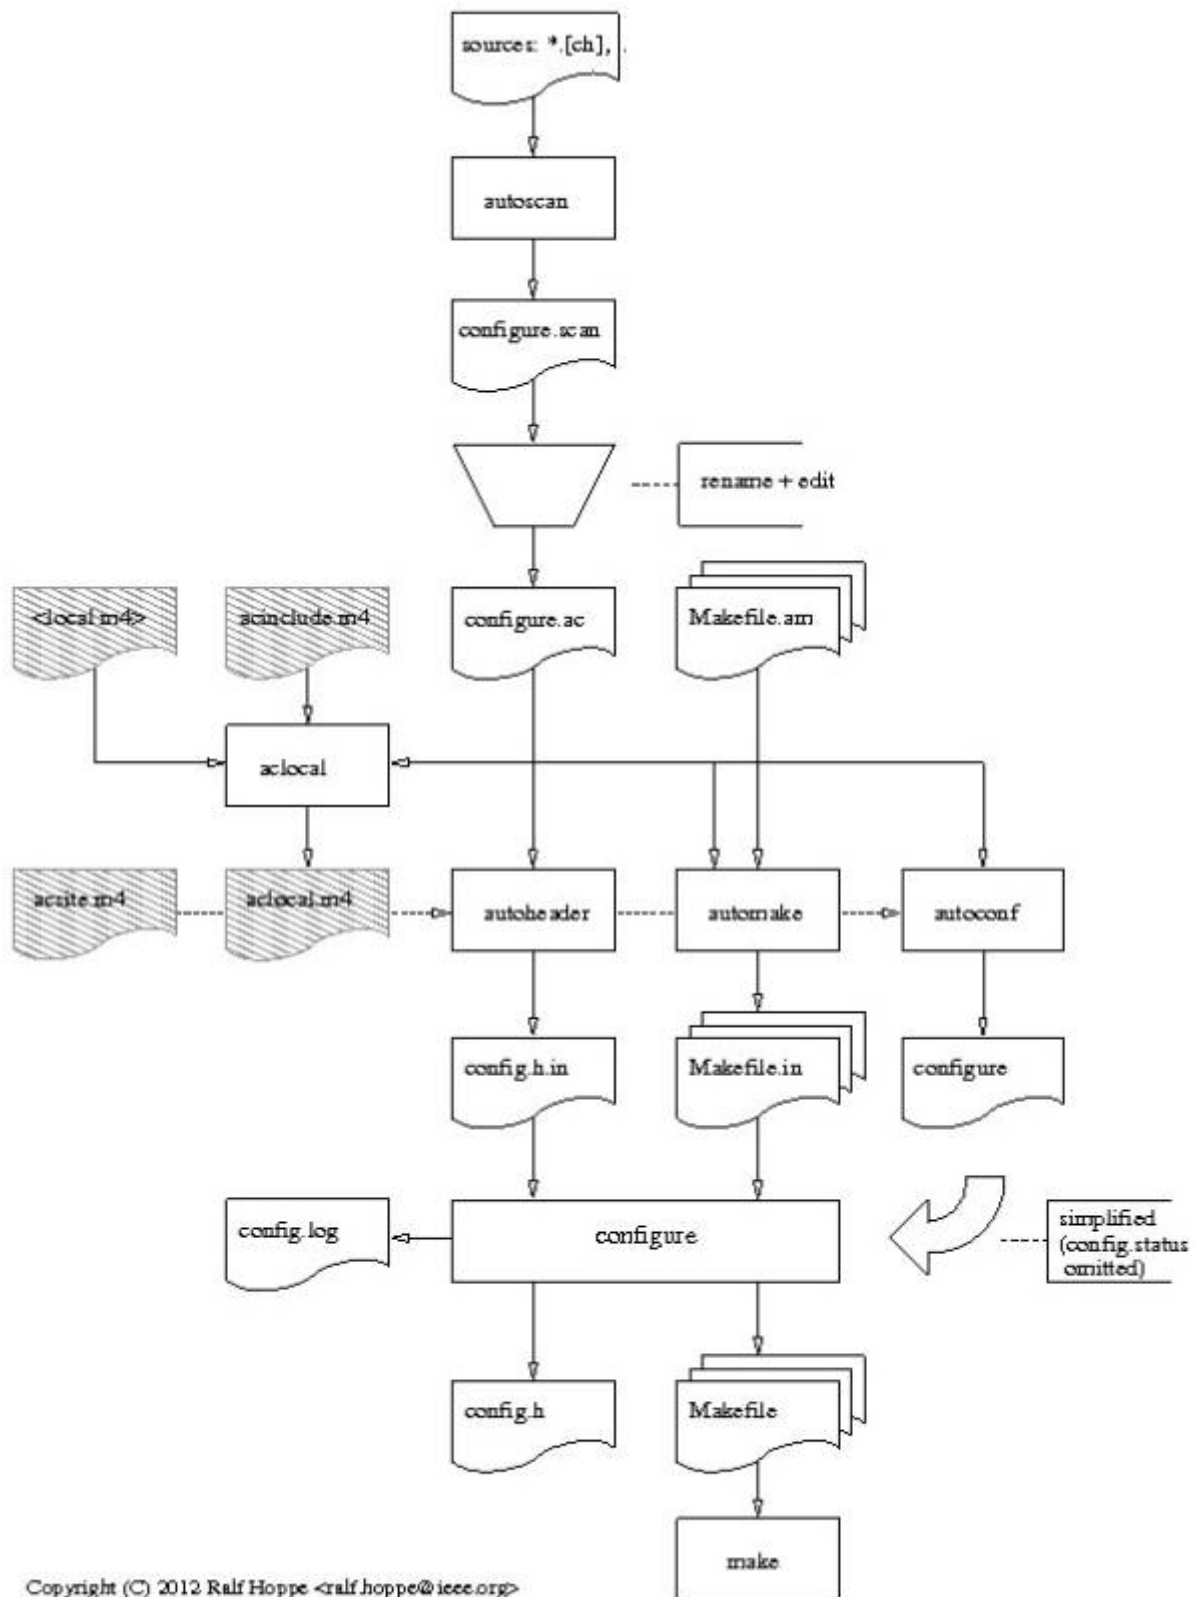 sources: *.[ch], .
autoscan
configure.scan
rename + edit
<local m4>
acinclude.m4
configure.ac
Makefile.am
aclocal
acsite.m4
aclocal.m4
autoheader
automake
autoconf
config.h.in
Makefile.in
configure
config.log
configure
simplified
(config.status
omitted)
config.h
Makefile
make
Copyright (C) 2012 Ralf Hoppe <ralf.hoppe@ieee.org>